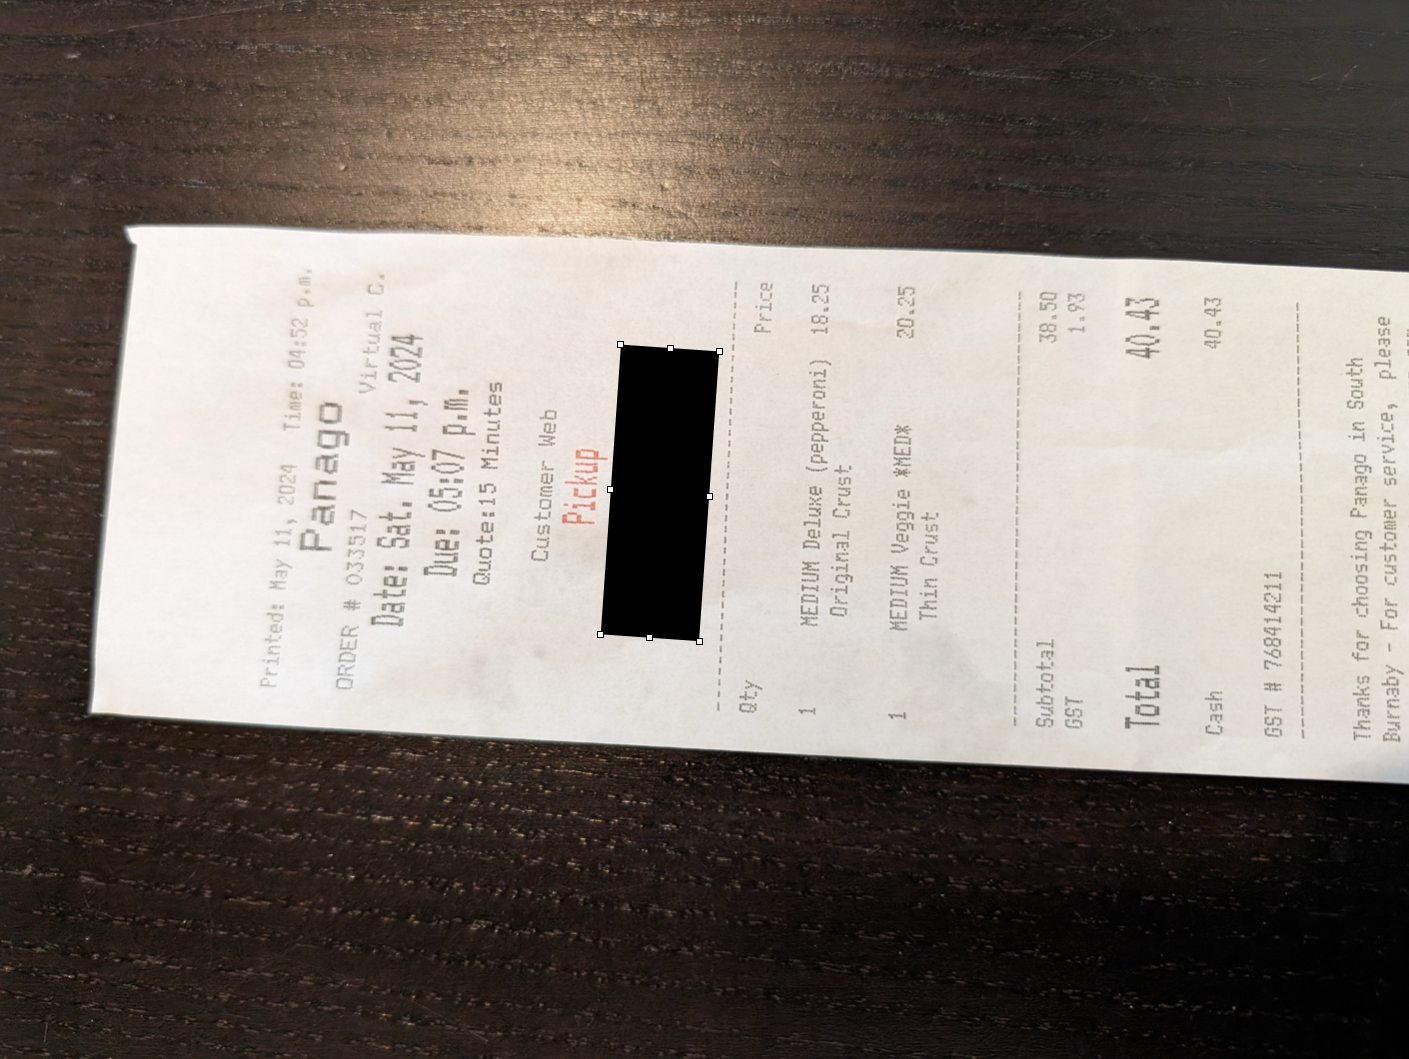 Printed: May 11, 2024 Time: 04:52 p.m.
Panago
ORDER # 033517 Virtual C.
Date: Sat. May 11, 2024
Due: 05:07 p.m.
Quote:15 Minutes
Customer Web
Pickup
Qty Price
1 MEDIUM Deluxe (pepperoni) 18.25
Original Crust
1 MEDIUM Veggie *MED* 20.25
Thin Crust
Subtotal 38.50
GST 1.93
Total 40.43
Cash 40.43
GST # 768414211
Thanks for choosing Panago in South
Burnaby - For customer service, please